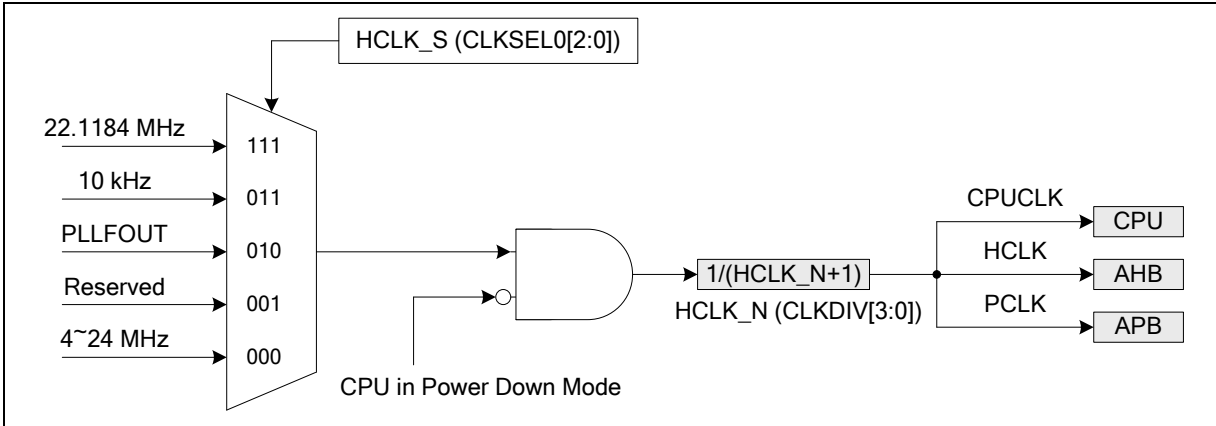 HCLK_S (CLKSEL0[2:0])
22.1184 MHz
111
10 kHz
011
PLLFOUT
010
Reserved
001
4~24 MHz
000
CPU in Power Down Mode
1/(HCLK_N+1)
HCLK_N (CLKDIV[3:0])
CPUCLK
CPU
HCLK
AHB
PCLK
APB